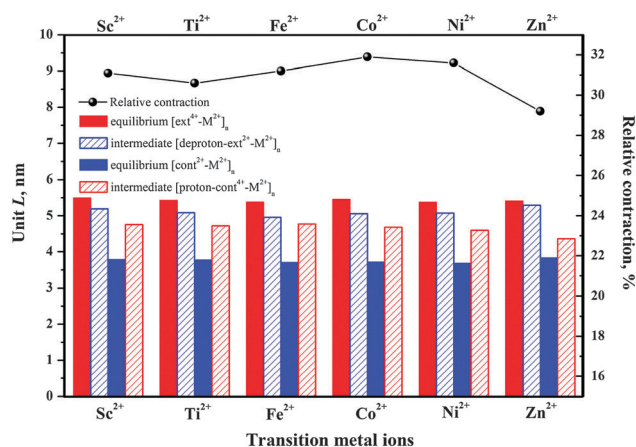 Sc2+ Ti2+ Fe2+ Co2+ Ni2+ Zn2+
10
9
8
7
6
5
4
3
2
1
0
Unit L, nm
Relative contraction
equilibrium [ext4+-M2+]n
intermediate [deproton-ext2+-M2+]n
equilibrium [cont2+-M2+]n
intermediate [proton-cont4+-M2+]n
32
30
28
26
24
22
20
18
16
Relative contraction, %
Sc2+ Ti2+ Fe2+ Co2+ Ni2+ Zn2+
Transition metal ions